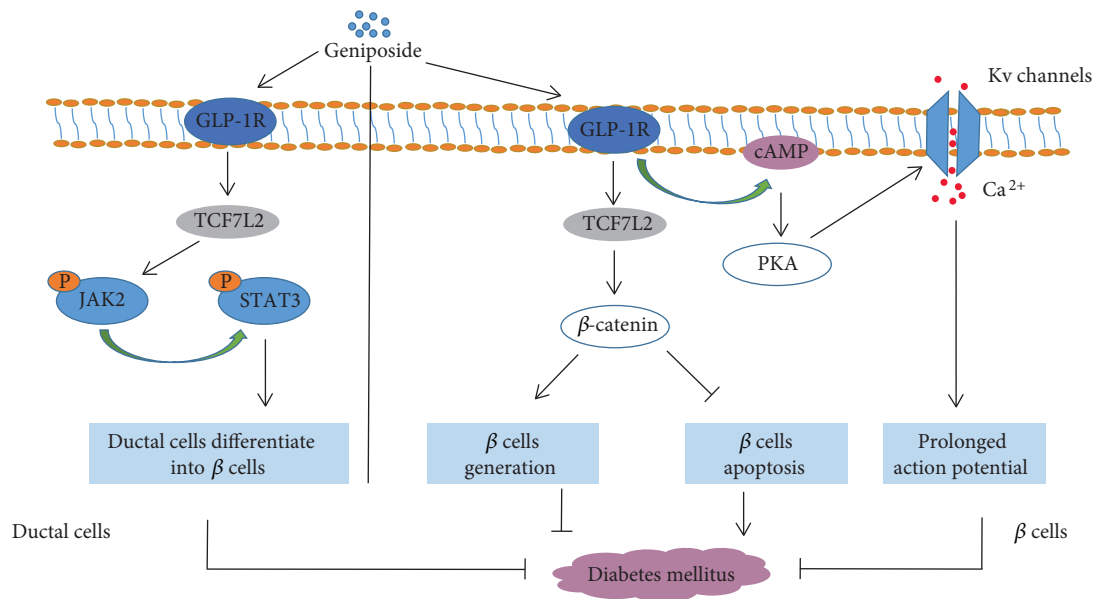 Geniposide
Kv channels
GLP-1R
GLP-1R
cAMP
Ca2+
TCF7L2
TCF7L2
PKA
P
JAK2
P
STAT3
β-catenin
Ductal cells differentiate
into β cells
β cells
generation
β cells
apoptosis
Prolonged
action potential
Ductal cells
β cells
Diabetes mellitus